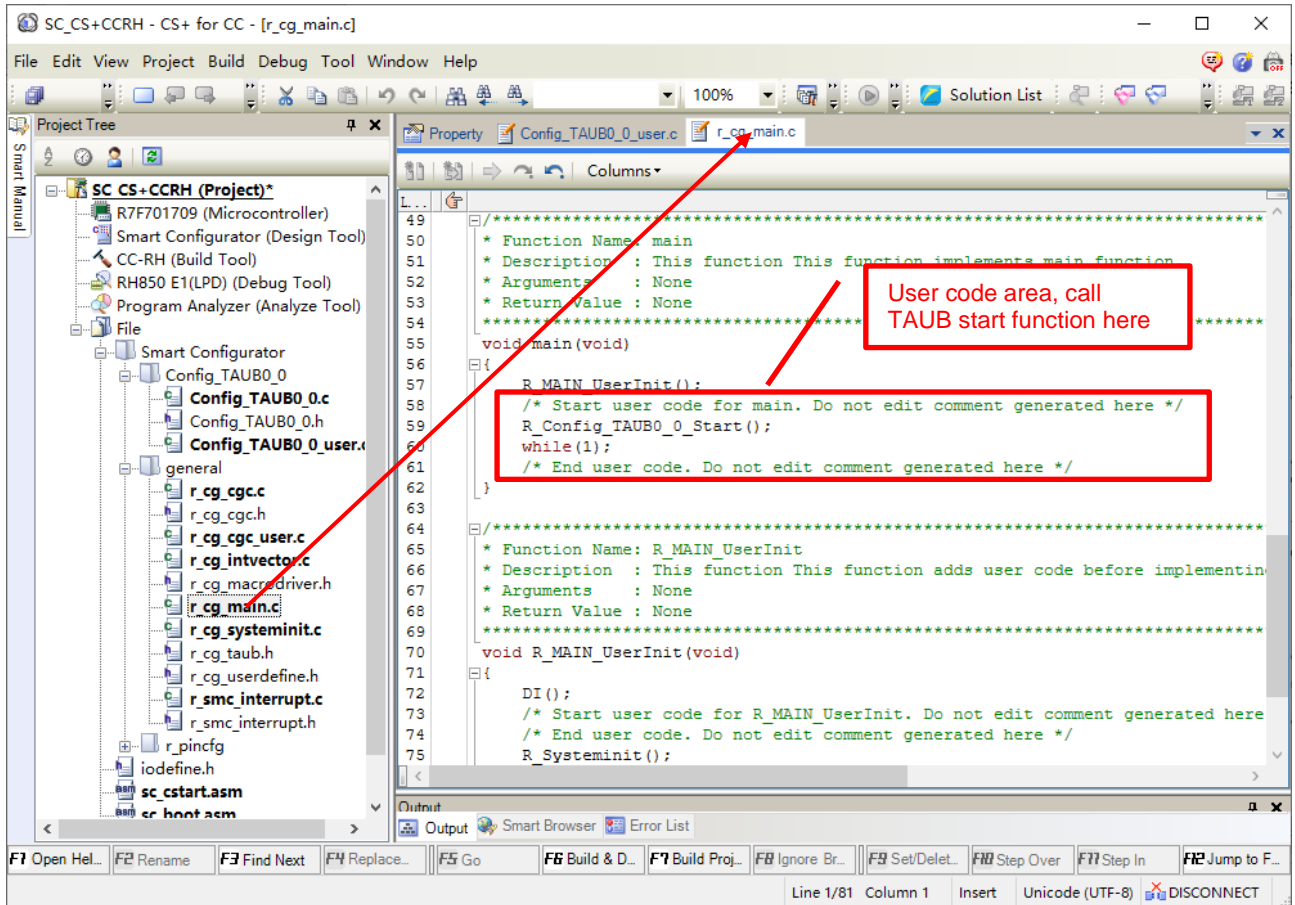 SC_CS+CCRH - CS+ for CC - [r_cg_main.c]
File Edit View Project Build Debug Tool Window Help
100%
Solution List
Smart Manual
Project Tree
SC CS+CCRH (Project)*
R7F701709 (Microcontroller)
Smart Configurator (Design Tool)
CC-RH (Build Tool)
RH850 E1(LPD) (Debug Tool)
Program Analyzer (Analyze Tool)
File
Smart Configurator
Config_TAUB0_0
Config_TAUB0_0.c
Config_TAUB0_0.h
Config_TAUB0_0_user.c
general
r_cg_cgc.c
r_cg_cgc.h
r_cg_cgc_user.c
r_cg_intvector.c
r_cg_macrodriver.h
r_cg_main.c
r_cg_systeminit.c
r_cg_taub.h
r_cg_userdefine.h
r_smc_interrupt.c
r_smc_interrupt.h
r_pincfg
iodefine.h
sc_cstart.asm
sc_boot.asm
Property Config_TAUB0_0_user.c r_cg_main.c
Columns
L...
49 /******************************************************************************
50 * Function Name: main
51 * Description : This function This function implements main function
52 * Arguments : None
53 * Return Value : None
54 ******************************************************************************
55 void main(void)
56 {
57 R_MAIN_UserInit();
58 /* Start user code for main. Do not edit comment generated here */
59 R_Config_TAUB0_0_Start();
60 while(1);
61 /* End user code. Do not edit comment generated here */
62 }
63
64 /******************************************************************************
65 * Function Name: R_MAIN_UserInit
66 * Description : This function This function adds user code before implementin
67 * Arguments : None
68 * Return Value : None
69 ******************************************************************************
70 void R_MAIN_UserInit(void)
71 {
72 DI();
73 /* Start user code for R_MAIN_UserInit. Do not edit comment generated here
74 /* End user code. Do not edit comment generated here */
75 R_Systeminit();
User code area, call
TAUB start function here
Output
Output Smart Browser Error List
F1 Open Hel... F2 Rename F3 Find Next F4 Replace... F5 Go F6 Build & D... F7 Build Proj... F8 Ignore Br... F9 Set/Delet... F10 Step Over F11 Step In F12 Jump to F...
Line 1/81 Column 1 Insert Unicode (UTF-8) DISCONNECT